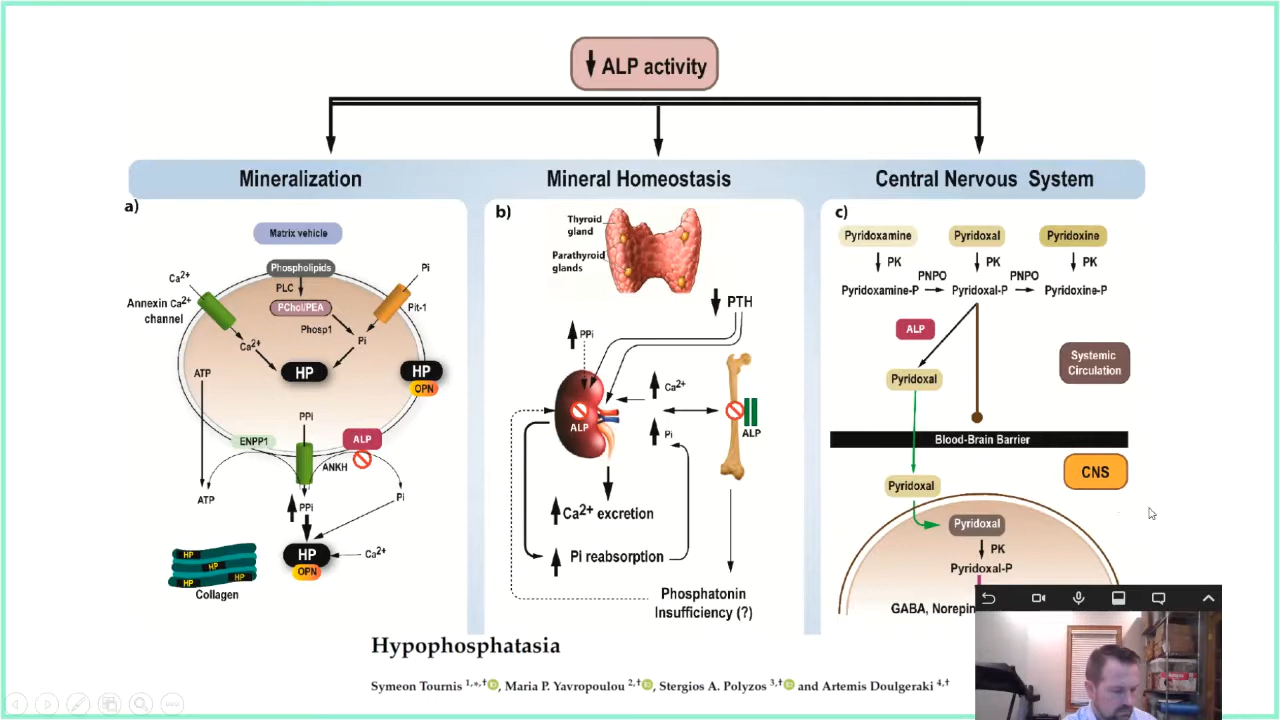 ALP activity
Mineralization
Mineral Homeostasis
Central Nervous System
a)
Matrix vehicle
Phospholipids
PLC
PChol/PEA
Phosp1
Ca2+
Annexin Ca2+
channel
Pi
Pit-1
Ca2+
Pi
HP
HP
OPN
ATP
PPi
ENPP1
ALP
ANKH
ATP
PPi
Pi
HP
OPN
Ca2+
HP
HP
HP
HP
Collagen
b)
Thyroid
gland
Parathyroid
glands
PTH
PPi
Ca2+
Pi
ALP
ALP
Ca2+ excretion
Pi reabsorption
Phosphatonin
Insufficiency (?)
c)
Pyridoxamine
Pyridoxal
Pyridoxine
PK
PK
PK
PNPO
PNPO
Pyridoxamine-P
Pyridoxal-P
Pyridoxine-P
ALP
Pyridoxal
Systemic
Circulation
Blood-Brain Barrier
CNS
Pyridoxal
Pyridoxal
PK
Pyridoxal-P
GABA, Norepin
Hypophosphatasia
Symeon Tournis 1,*,†, Maria P. Yavropoulou 2,†, Stergios A. Polyzos 3,† and Artemis Doulgeraki 4,†